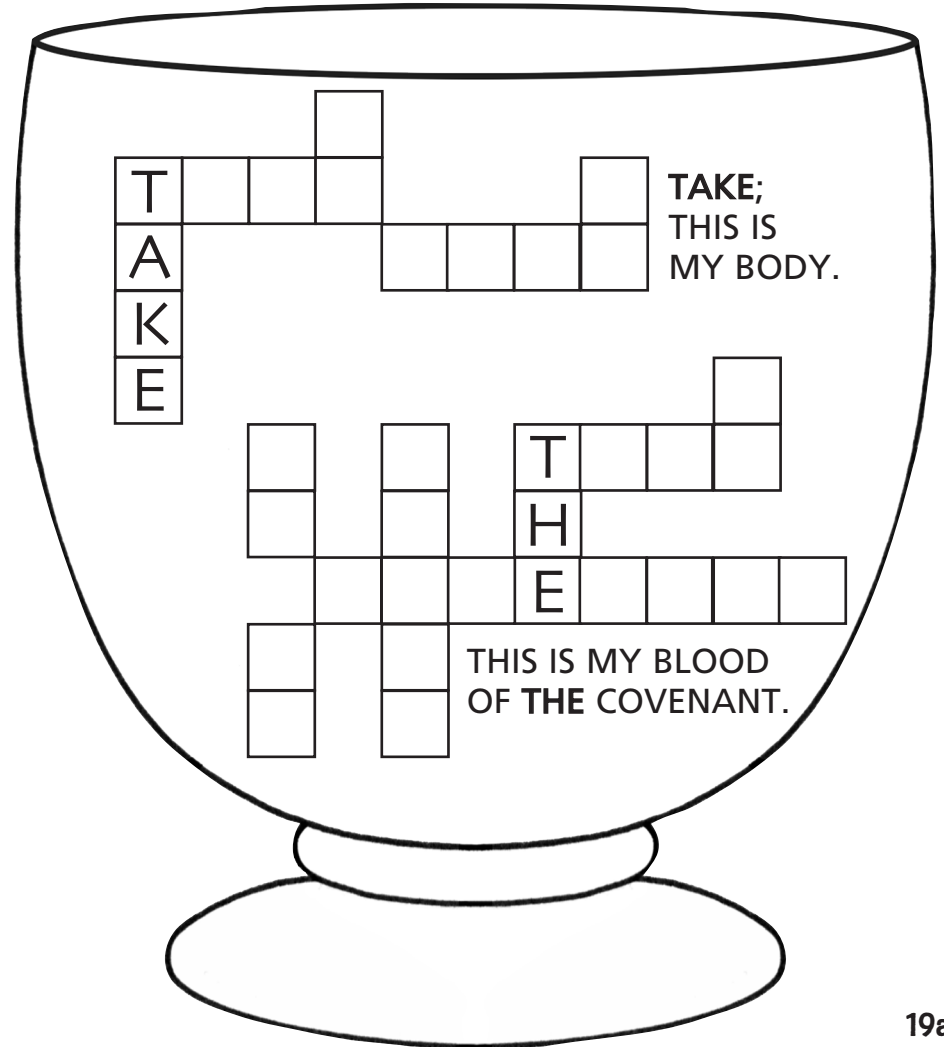 T
A
K
E
TAKE;
THIS IS
MY BODY.
T
H
E
THIS IS MY BLOOD
OF THE COVENANT.
19a